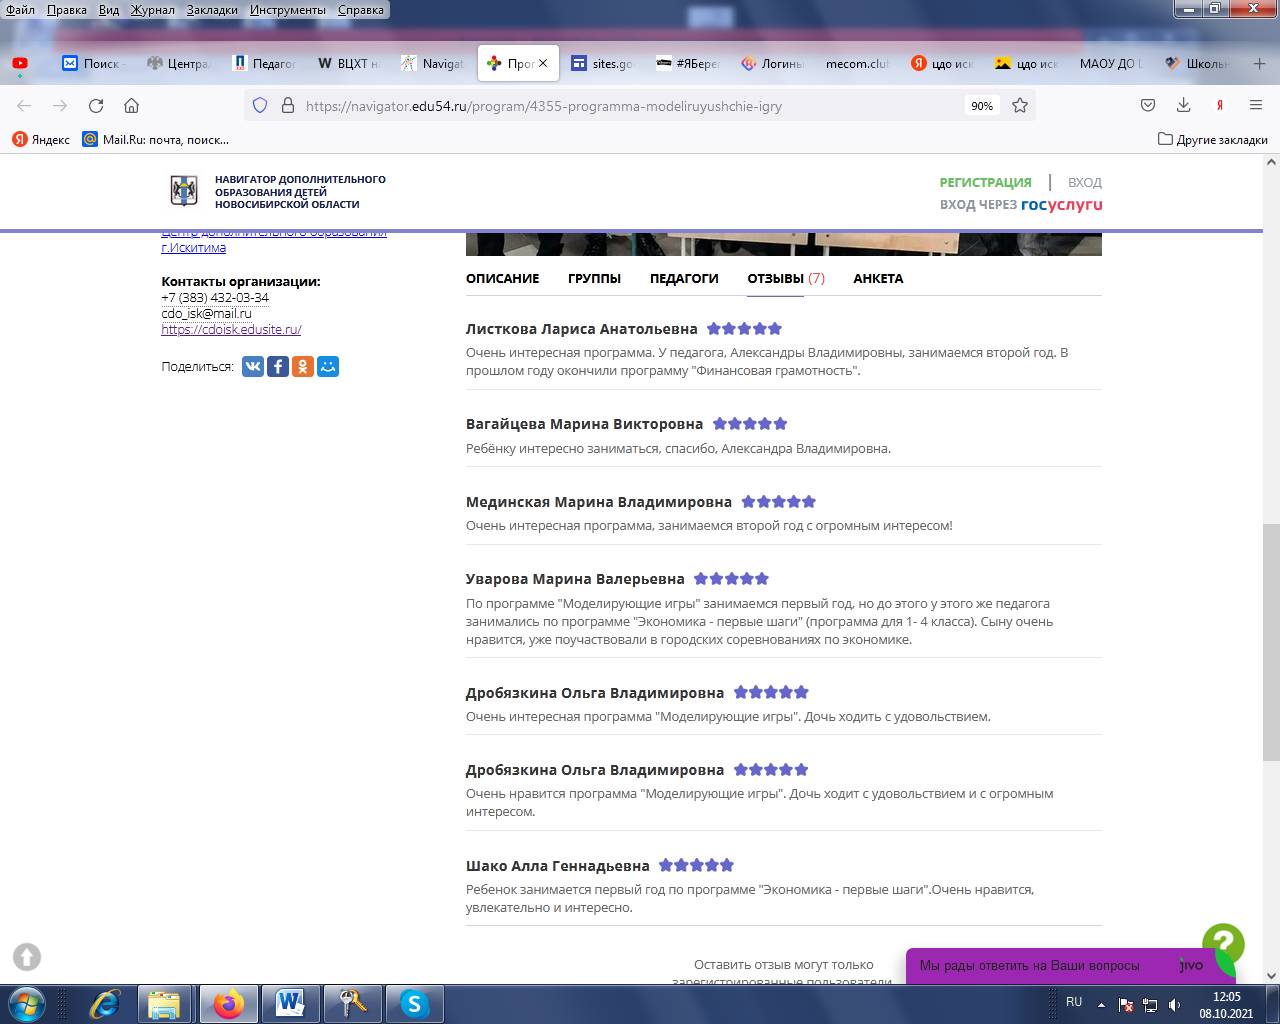 Файл Правка Вид Журнал Закладки Инструменты Справка
Поиск - Централ Педагог ВЦХТ на Navigat Прог sites.go #ЯБерег Логины mecom.club цдо иск цдо иск МАОУ ДО Школьн
https://navigator.edu54.ru/program/4355-programma-modeliruyushchie-igry 90%
Яндекс Mail.Ru: почта, поиск... Другие закладки
НАВИГАТОР ДОПОЛНИТЕЛЬНОГО
ОБРАЗОВАНИЯ ДЕТЕЙ
НОВОСИБИРСКОЙ ОБЛАСТИ
РЕГИСТРАЦИЯ ВХОД
ВХОД ЧЕРЕЗ госуслуги
Центр дополнительного образования
г.Искитима
Контакты организации:
+7 (383) 432-03-34
cdo_isk@mail.ru
https://cdoisk.edusite.ru/
Поделиться:
ОПИСАНИЕ ГРУППЫ ПЕДАГОГИ ОТЗЫВЫ (7) АНКЕТА
Листкова Лариса Анатольевна
Очень интересная программа. У педагога, Александры Владимировны, занимаемся второй год. В
прошлом году окончили программу "Финансовая грамотность".
Вагайцева Марина Викторовна
Ребёнку интересно заниматься, спасибо, Александра Владимировна.
Мединская Марина Владимировна
Очень интересная программа, занимаемся второй год с огромным интересом!
Уварова Марина Валерьевна
По программе "Моделирующие игры" занимаемся первый год, но до этого у этого же педагога
занимались по программе "Экономика - первые шаги" (программа для 1- 4 класса). Сыну очень
нравится, уже поучаствовали в городских соревнованиях по экономике.
Дробязкина Ольга Владимировна
Очень интересная программа "Моделирующие игры". Дочь ходить с удовольствием.
Дробязкина Ольга Владимировна
Очень нравится программа "Моделирующие игры". Дочь ходит с удовольствием и с огромным
интересом.
Шако Алла Геннадьевна
Ребенок занимается первый год по программе "Экономика - первые шаги".Очень нравится,
увлекательно и интересно.
Оставить отзыв могут только
зарегистрированные пользователи
Мы рады ответить на Ваши вопросы jivo
RU 12:05
08.10.2021